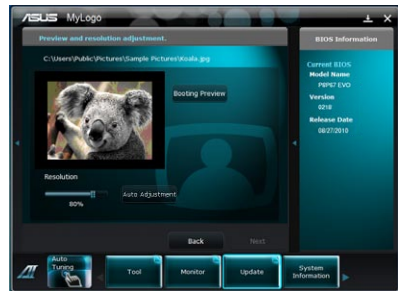 ASUS MyLogo
Preview and resolution adjustment.
C:\Users\Public\Pictures\Sample Pictures\Koala.jpg
Booting Preview
Resolution
80%
Auto Adjustment
Back
Next
BIOS Information
Current BIOS
Model Name
P8P67 EVO
Version
0218
Release Date
08/27/2010
Auto Tuning
Tool
Monitor
Update
System Information